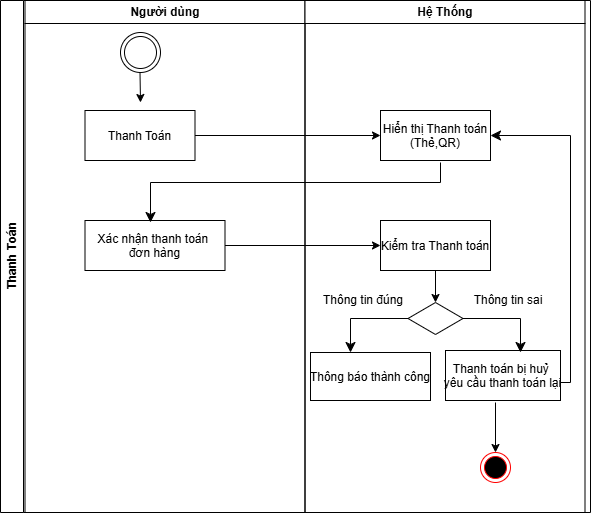 Người dùng
Hệ Thống
Thanh Toán
Thanh Toán
Hiển thị Thanh toán
(Thẻ,QR)
Xác nhận thanh toán
đơn hàng
Kiểm tra Thanh toán
Thông tin đúng
Thông tin sai
Thông báo thành công
Thanh toán bị huỷ
yêu cầu thanh toán lại